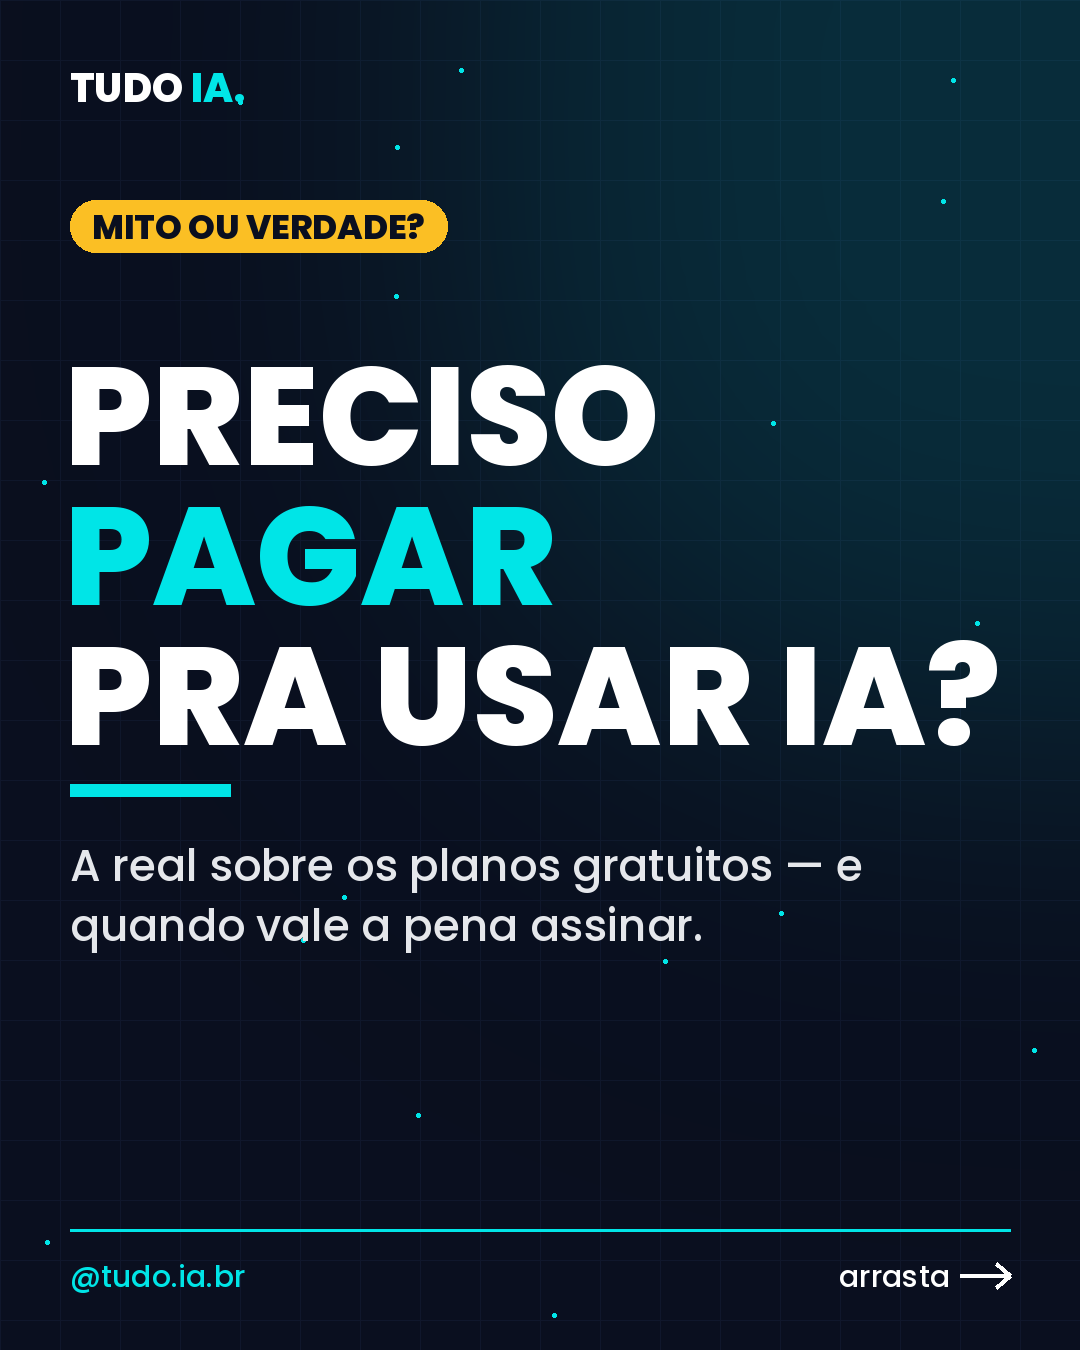 TUDO IA.
MITO OU VERDADE?
PRECISO
PAGAR
PRA USAR IA?
A real sobre os planos gratuitos — e
quando vale a pena assinar.
@tudo.ia.br
arrasta →